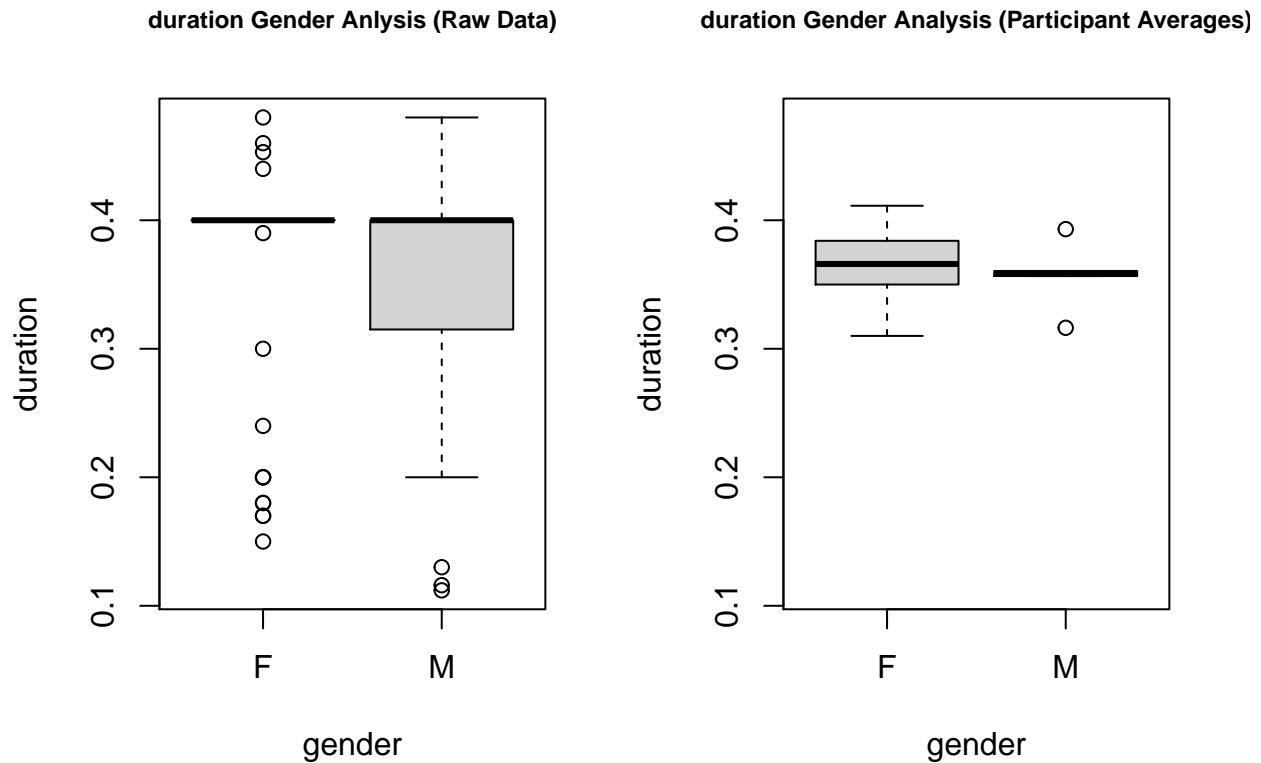 duration Gender Anlysis (Raw Data)
duration
0.4
0.3
0.2
0.1
F M
gender
duration Gender Analysis (Participant Averages)
duration
0.4
0.3
0.2
0.1
F M
gender